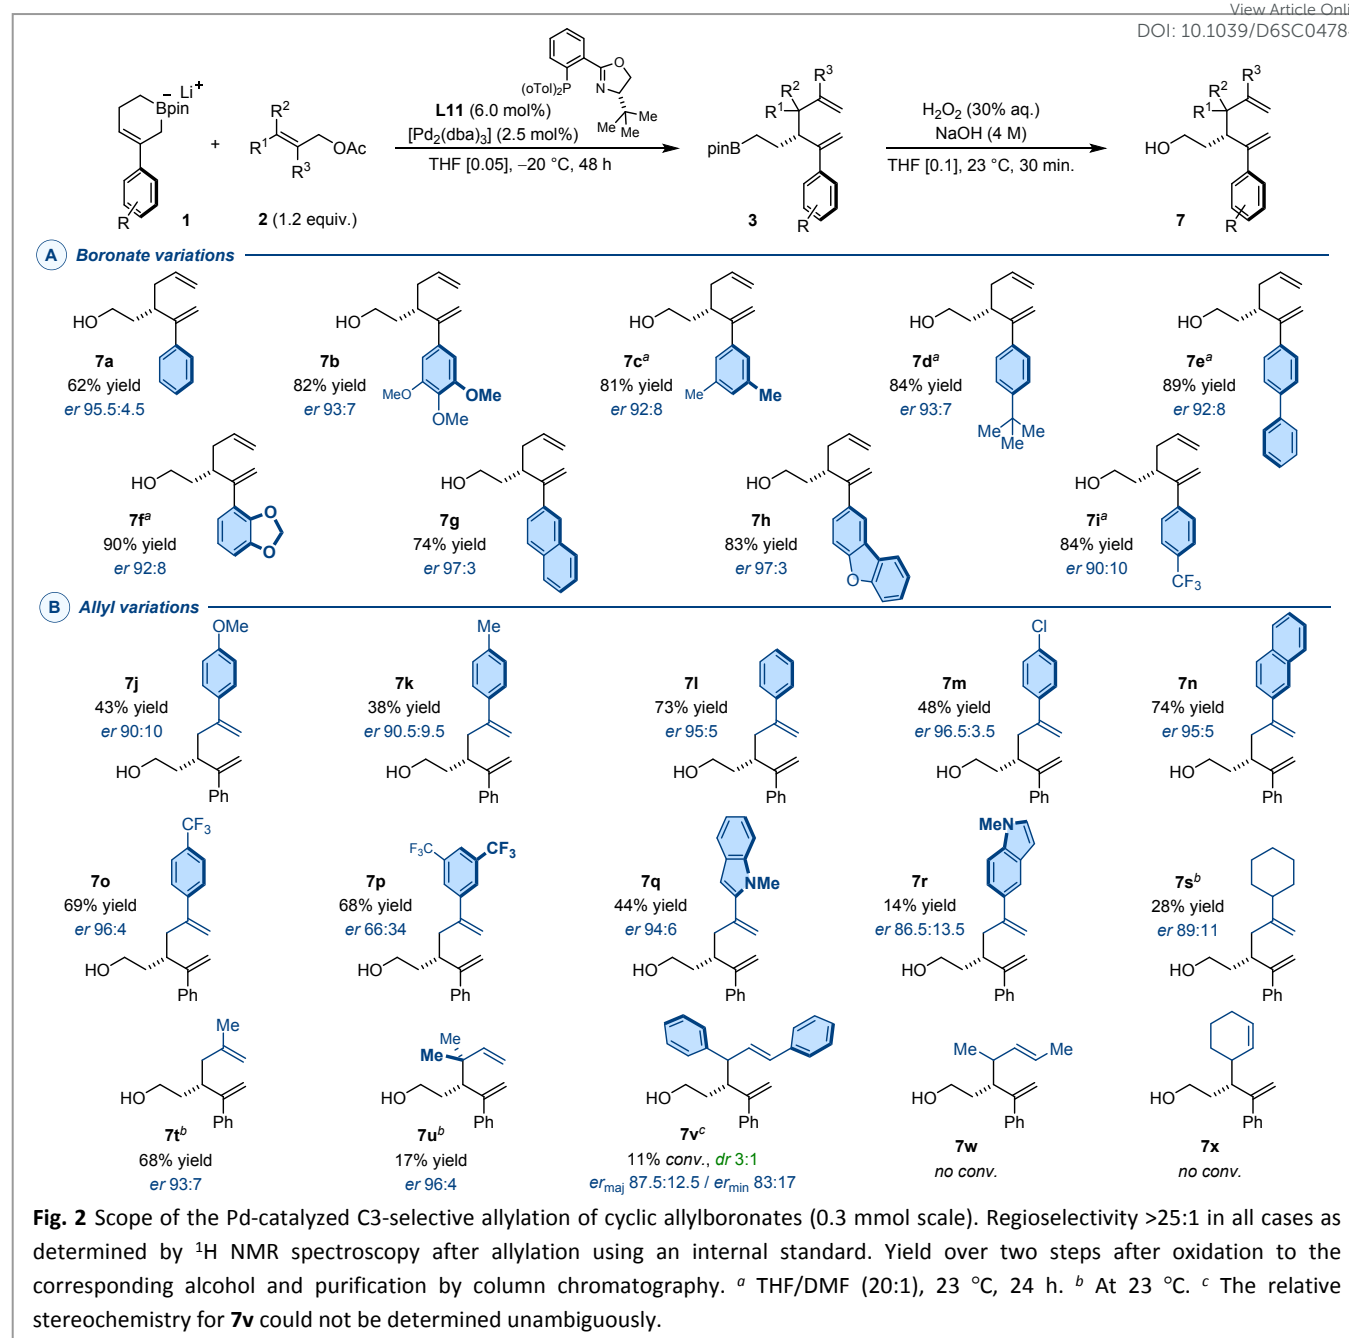 View Article Onli
DOI: 10.1039/D6SC0478
Li+
Bpin
R
1
+
R2
R1
R3
OAc
2 (1.2 equiv.)
(oTol)2P
O
N
Me
Me
Me
L11 (6.0 mol%)
[Pd2(dba)3] (2.5 mol%)
THF [0.05], −20 °C, 48 h
R3
R2
R1
pinB
R
3
H2O2 (30% aq.)
NaOH (4 M)
THF [0.1], 23 °C, 30 min.
R3
R2
R1
HO
R
7
A Boronate variations
HO
7a
62% yield
er 95.5:4.5
HO
7b
82% yield
er 93:7
MeO
OMe
OMe
HO
7ca
81% yield
er 92:8
Me
Me
HO
7da
84% yield
er 93:7
Me
Me
Me
HO
7ea
89% yield
er 92:8
HO
7fa
90% yield
er 92:8
O
O
HO
7g
74% yield
er 97:3
HO
7h
83% yield
er 97:3
O
HO
7ia
84% yield
er 90:10
CF3
B Allyl variations
OMe
7j
43% yield
er 90:10
HO
Ph
Me
7k
38% yield
er 90.5:9.5
HO
Ph
7l
73% yield
er 95:5
HO
Ph
Cl
7m
48% yield
er 96.5:3.5
HO
Ph
7n
74% yield
er 95:5
HO
Ph
CF3
7o
69% yield
er 96:4
HO
Ph
F3C
CF3
7p
68% yield
er 66:34
HO
Ph
7q
44% yield
er 94:6
NMe
HO
Ph
MeN
7r
14% yield
er 86.5:13.5
HO
Ph
7sb
28% yield
er 89:11
HO
Ph
Me
HO
Ph
7tb
68% yield
er 93:7
Me
Me
HO
Ph
7ub
17% yield
er 96:4
HO
Ph
7vc
11% conv., dr 3:1
ermaj 87.5:12.5 / ermin 83:17
Me
Me
HO
Ph
7w
no conv.
HO
Ph
7x
no conv.
Fig. 2 Scope of the Pd-catalyzed C3-selective allylation of cyclic allylboronates (0.3 mmol scale). Regioselectivity >25:1 in all cases as
determined by 1H NMR spectroscopy after allylation using an internal standard. Yield over two steps after oxidation to the
corresponding alcohol and purification by column chromatography. a THF/DMF (20:1), 23 °C, 24 h. b At 23 °C. c The relative
stereochemistry for 7v could not be determined unambiguously.